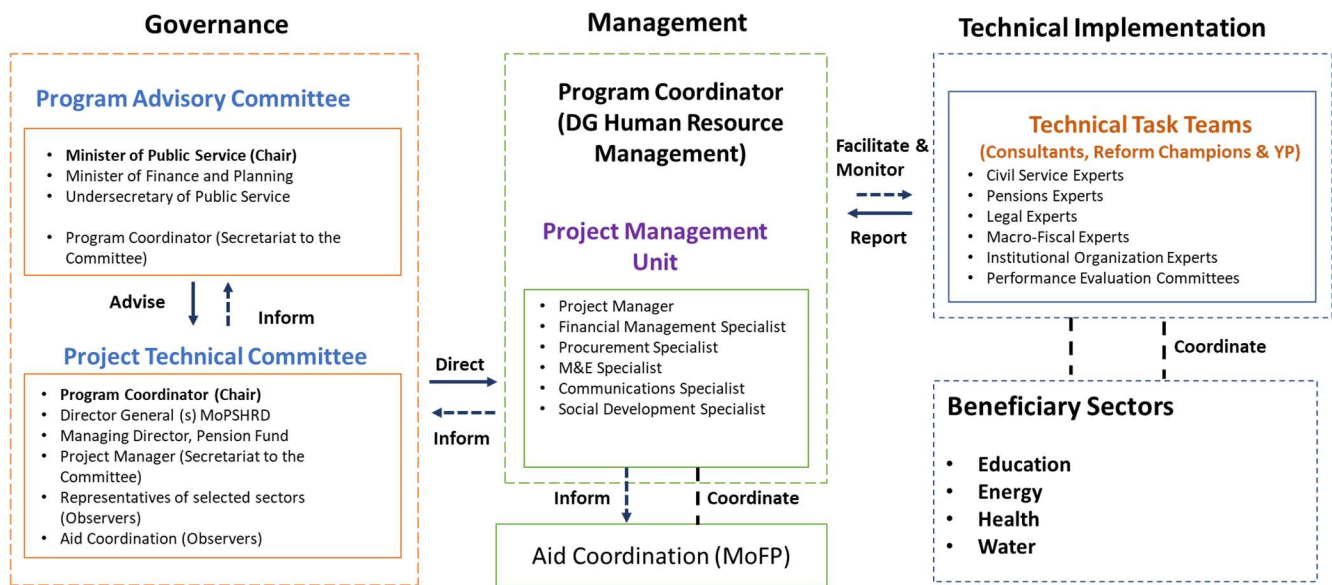 Governance
Program Advisory Committee
• Minister of Public Service (Chair)
• Minister of Finance and Planning
• Undersecretary of Public Service
• Program Coordinator (Secretariat to the
Committee)
Advise
Inform
Project Technical Committee
• Program Coordinator (Chair)
• Director General (s) MoPSHRD
• Managing Director, Pension Fund
• Project Manager (Secretariat to the
Committee)
• Representatives of selected sectors
(Observers)
• Aid Coordination (Observers)
Direct
Inform
Management
Program Coordinator
(DG Human Resource
Management)
Project Management
Unit
• Project Manager
• Financial Management Specialist
• Procurement Specialist
• M&E Specialist
• Communications Specialist
• Social Development Specialist
Inform
Coordinate
Aid Coordination (MoFP)
Facilitate &
Monitor
Report
Technical Implementation
Technical Task Teams
(Consultants, Reform Champions & YP)
• Civil Service Experts
• Pensions Experts
• Legal Experts
• Macro-Fiscal Experts
• Institutional Organization Experts
• Performance Evaluation Committees
Coordinate
Beneficiary Sectors
• Education
• Energy
• Health
• Water